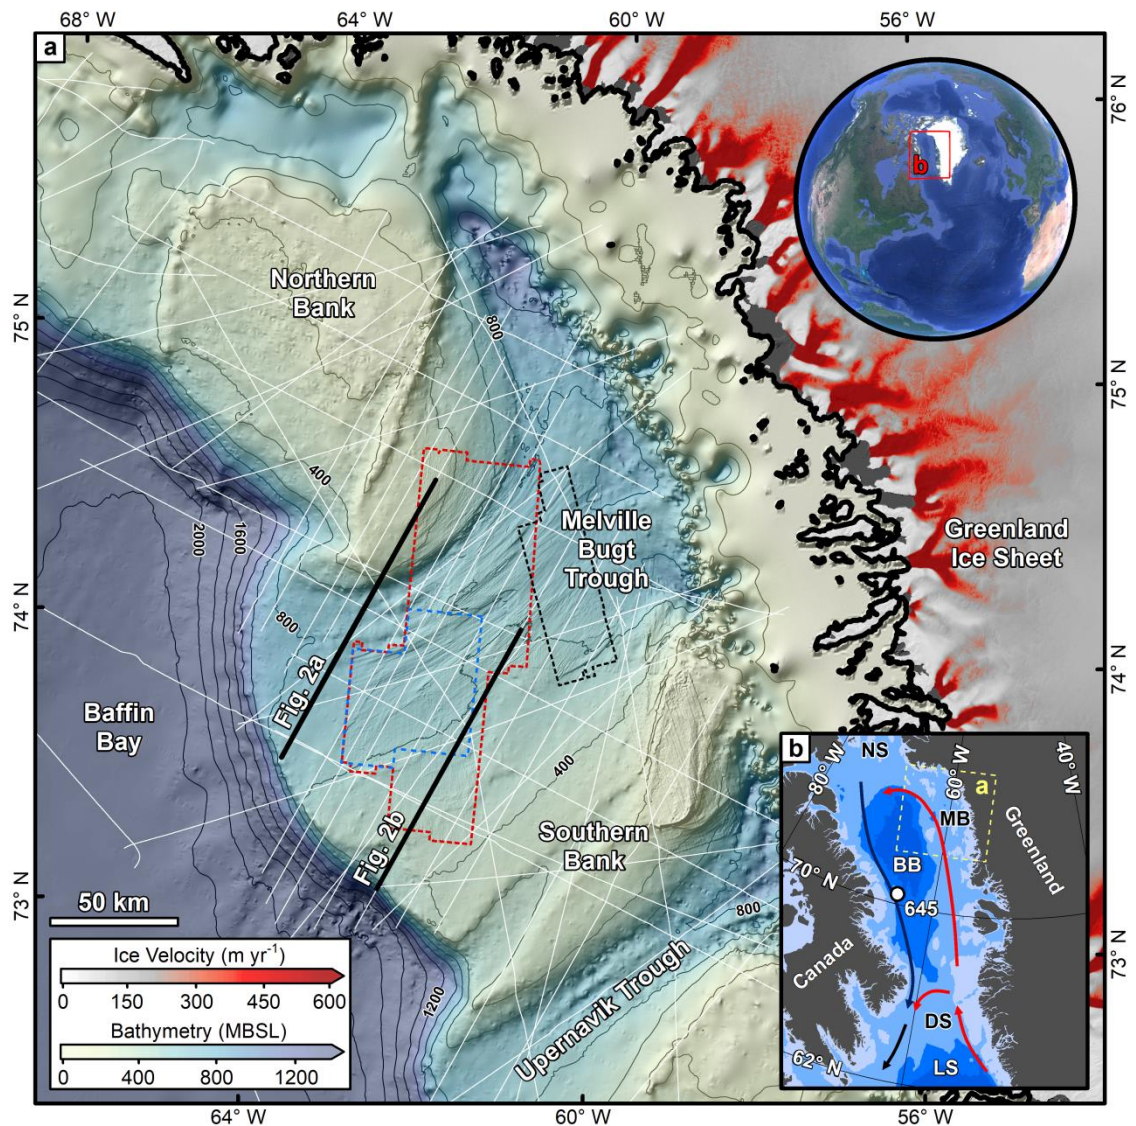 68° W
64° W
60° W
56° W
a
76° N
b
Northern
Bank
75° N
800
75° N
400
2000
1600
Melville
Bugt
Trough
Greenland
Ice Sheet
74° N
800
74° N
Fig. 2a
Baffin
Bay
400
Southern
Bank
Fig. 2b
b
NS
80° W
60° W
40° W
a
MB
Greenland
BB
70° N
645
Canada
DS
62° N
LS
73° N
50 km
800
73° N
Ice Velocity (m yr-1)
0 150 300 450 600
Bathymetry (MBSL)
0 400 800 1200
1200
Upernavik Trough
64° W
60° W
56° W